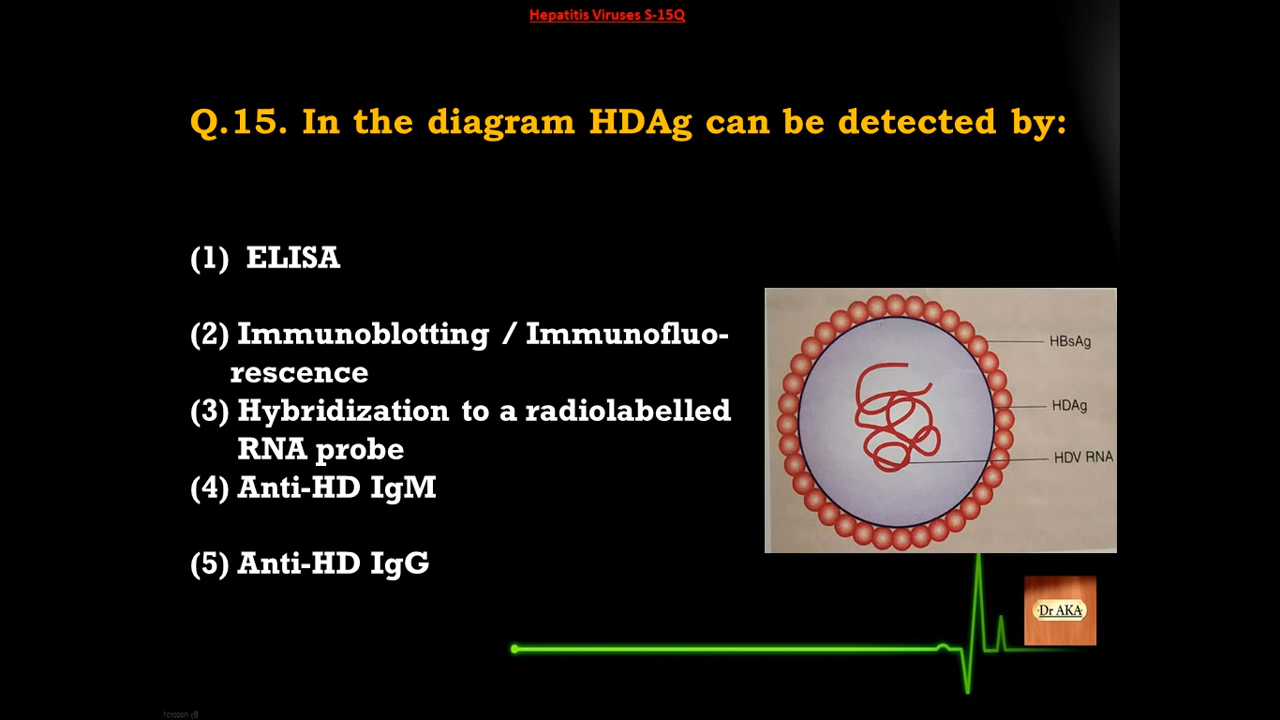 Hepatitis Viruses S-15Q
Q.15. In the diagram HDAg can be detected by:
(1) ELISA
(2) Immunoblotting / Immunofluo-
rescence
(3) Hybridization to a radiolabelled
RNA probe
(4) Anti-HD IgM
(5) Anti-HD IgG
HBsAg
HDAg
HDV RNA
Dr AKA